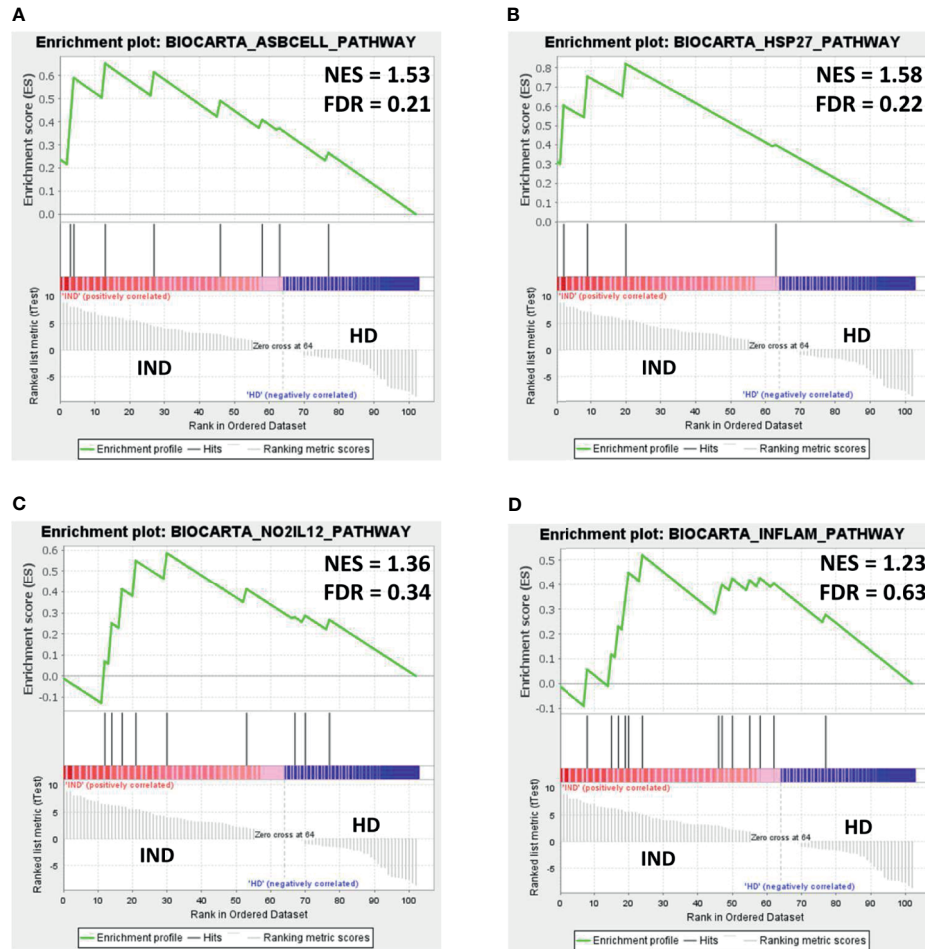 A
Enrichment plot: BIOCARTA_ASBCELL_PATHWAY
NES = 1.53
FDR = 0.21
Enrichment score (ES)
0.6
0.5
0.4
0.3
0.2
0.1
0.0
'IND' (positively correlated)
Ranked list metric (tTest)
10
5
0
-5
Zero cross at 64
IND
HD
'HD' (negatively correlated)
0 10 20 30 40 50 60 70 80 90 100
Rank in Ordered Dataset
Enrichment profile Hits Ranking metric scores
B
Enrichment plot: BIOCARTA_HSP27_PATHWAY
NES = 1.58
FDR = 0.22
Enrichment score (ES)
0.8
0.7
0.6
0.5
0.4
0.3
0.2
0.1
0.0
'IND' (positively correlated)
Ranked list metric (tTest)
10
5
0
-5
Zero cross at 64
IND
HD
'HD' (negatively correlated)
0 10 20 30 40 50 60 70 80 90 100
Rank in Ordered Dataset
Enrichment profile Hits Ranking metric scores
C
Enrichment plot: BIOCARTA_NO2IL12_PATHWAY
NES = 1.36
FDR = 0.34
Enrichment score (ES)
0.6
0.5
0.4
0.3
0.2
0.1
0.0
-0.1
'IND' (positively correlated)
Ranked list metric (tTest)
10
5
0
-5
Zero cross at 64
IND
HD
'HD' (negatively correlated)
0 10 20 30 40 50 60 70 80 90 100
Rank in Ordered Dataset
Enrichment profile Hits Ranking metric scores
D
Enrichment plot: BIOCARTA_INFLAM_PATHWAY
NES = 1.23
FDR = 0.63
Enrichment score (ES)
0.5
0.4
0.3
0.2
0.1
0.0
-0.1
'IND' (positively correlated)
Ranked list metric (tTest)
10
5
0
-5
Zero cross at 64
IND
HD
'HD' (negatively correlated)
0 10 20 30 40 50 60 70 80 90 100
Rank in Ordered Dataset
Enrichment profile Hits Ranking metric scores